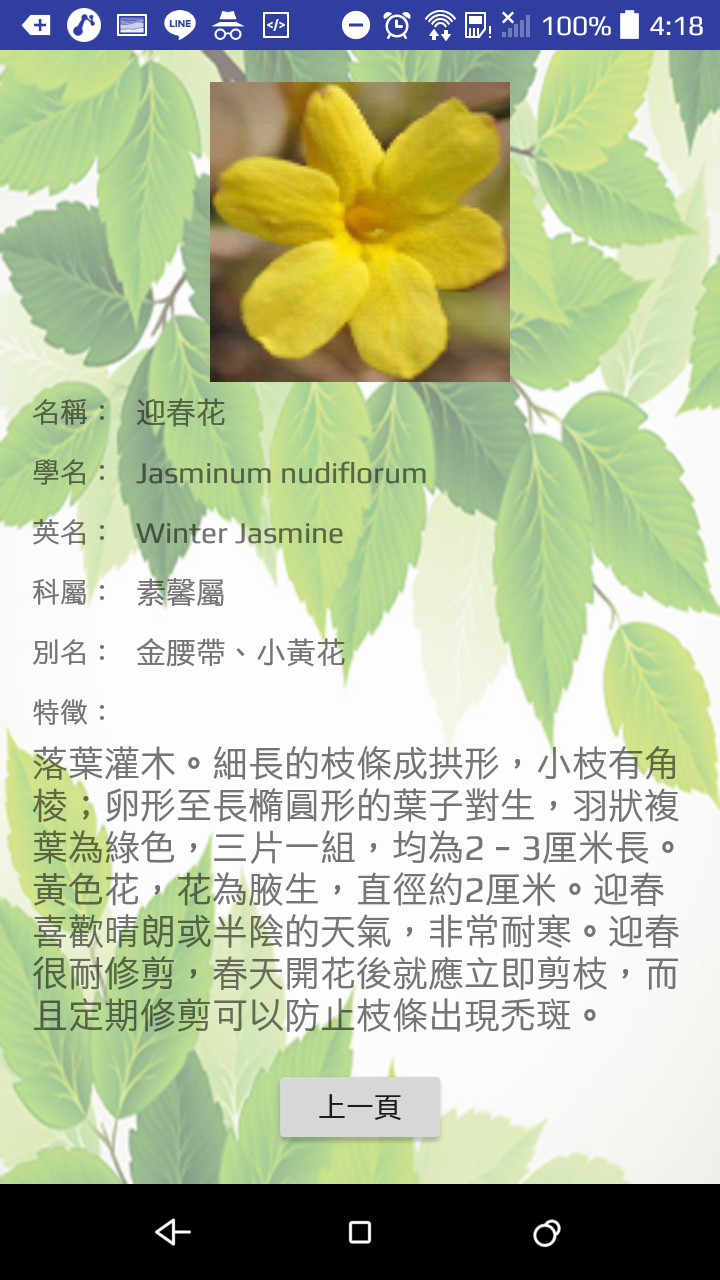 LINE
100% 4:18
名稱： 迎春花
學名： Jasminum nudiflorum
英名： Winter Jasmine
科屬： 素馨屬
別名： 金腰帶、小黃花
特徵：
落葉灌木。細長的枝條成拱形，小枝有角
棱；卵形至長橢圓形的葉子對生，羽狀複
葉為綠色，三片一組，均為2 - 3厘米長。
黃色花，花為腋生，直徑約2厘米。迎春
喜歡晴朗或半陰的天氣，非常耐寒。迎春
很耐修剪，春天開花後就應立即剪枝，而
且定期修剪可以防止枝條出現禿斑。
上一頁